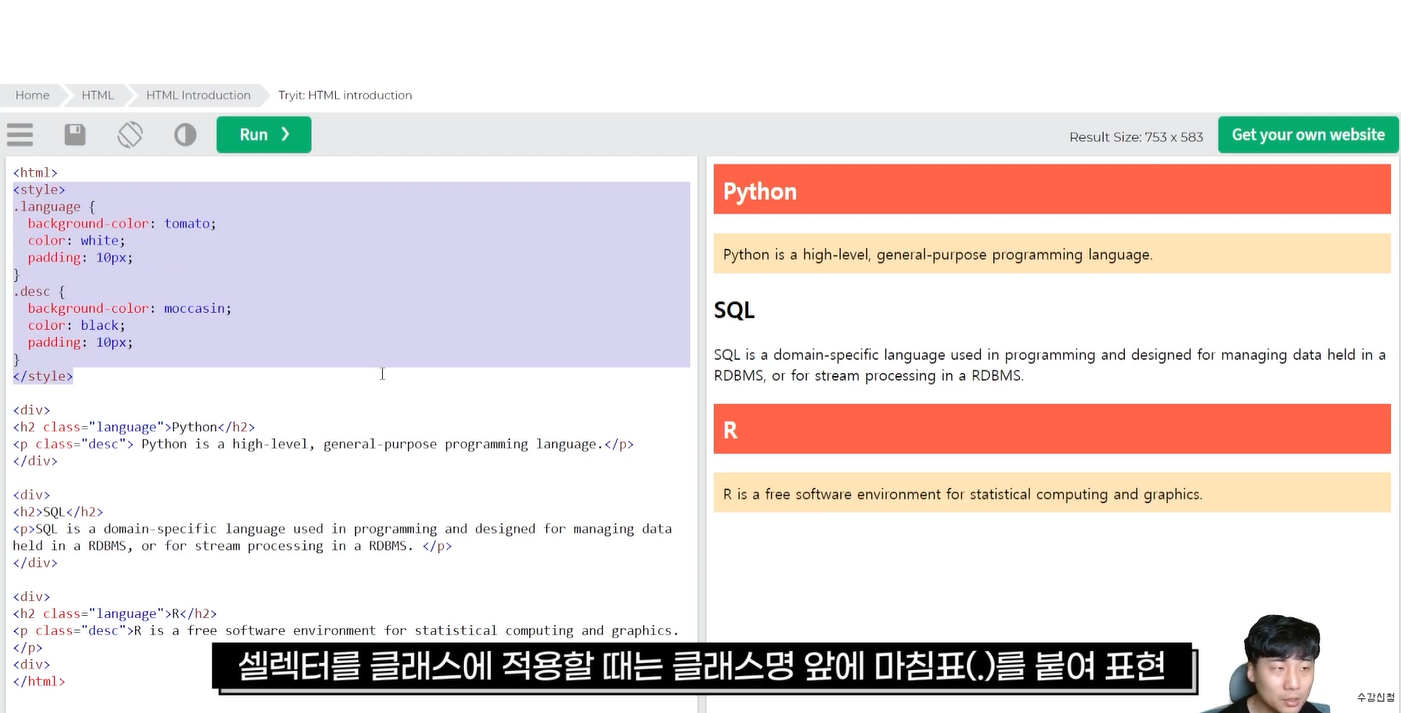 Home HTML HTML Introduction Tryit: HTML introduction
Run ❯
Result Size: 753 x 583
Get your own website
<html>
<style>
.language {
  background-color: tomato;
  color: white;
  padding: 10px;
}
.desc {
  background-color: moccasin;
  color: black;
  padding: 10px;
}
</style>
<div>
<h2 class="language">Python</h2>
<p class="desc"> Python is a high-level, general-purpose programming language.</p>
</div>
<div>
<h2>SQL</h2>
<p>SQL is a domain-specific language used in programming and designed for managing data
held in a RDBMS, or for stream processing in a RDBMS. </p>
</div>
<div>
<h2 class="language">R</h2>
<p class="desc">R is a free software environment for statistical computing and graphics.
</p>
<div>
</html>
Python
Python is a high-level, general-purpose programming language.
SQL
SQL is a domain-specific language used in programming and designed for managing data held in a
RDBMS, or for stream processing in a RDBMS.
R
R is a free software environment for statistical computing and graphics.
셀렉터를 클래스에 적용할 때는 클래스명 앞에 마침표(.)를 붙여 표현
수강신청